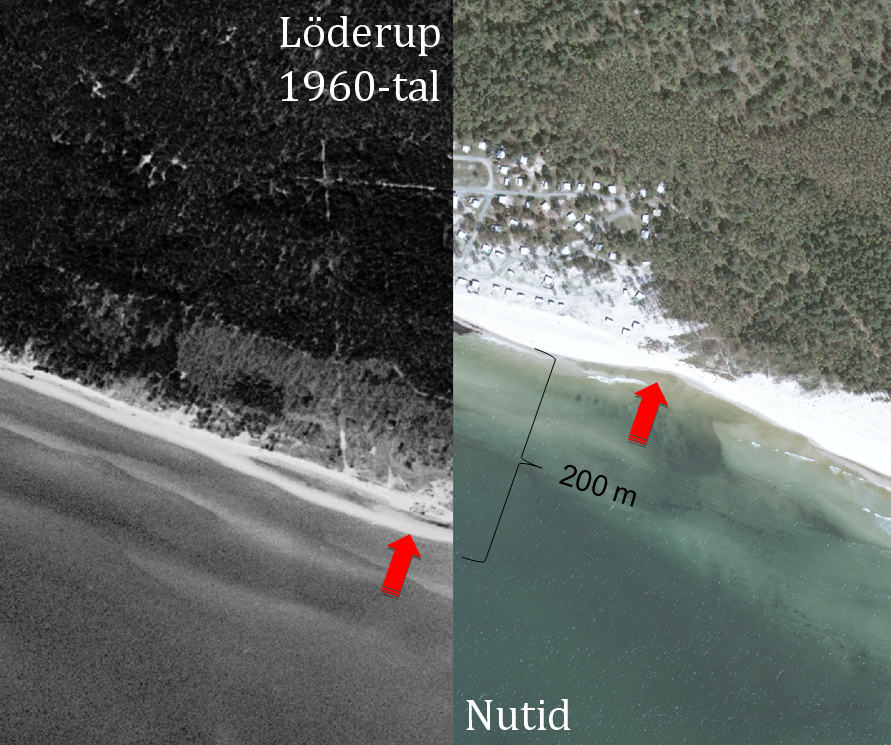 Löderup
1960-tal
200 m
Nutid